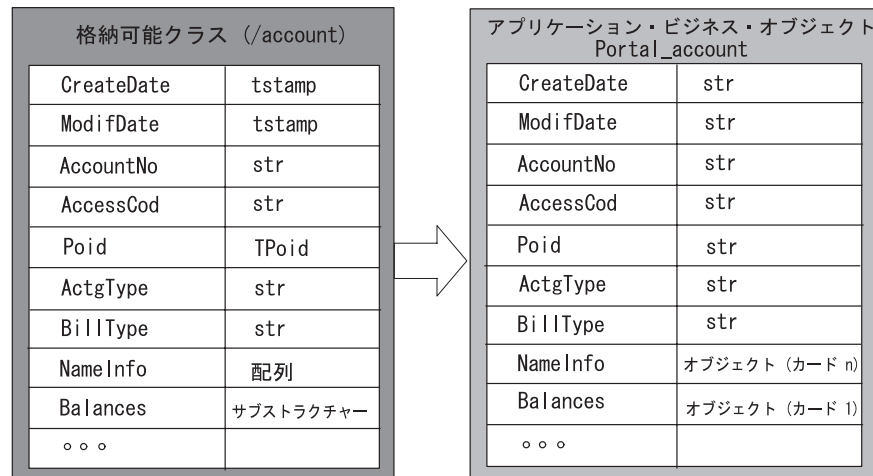 格納可能クラス (/account)
CreateDate tstamp
ModifDate tstamp
AccountNo str
AccessCod str
Poid TPoid
ActgType str
BillType str
NameInfo 配列
Balances サブストラクチャー
。。。
アプリケーション・ビジネス・オブジェクト
Portal_account
CreateDate str
ModifDate str
AccountNo str
AccessCod str
Poid str
ActgType str
BillType str
NameInfo オブジェクト (カード n)
Balances オブジェクト (カード 1)
。。。